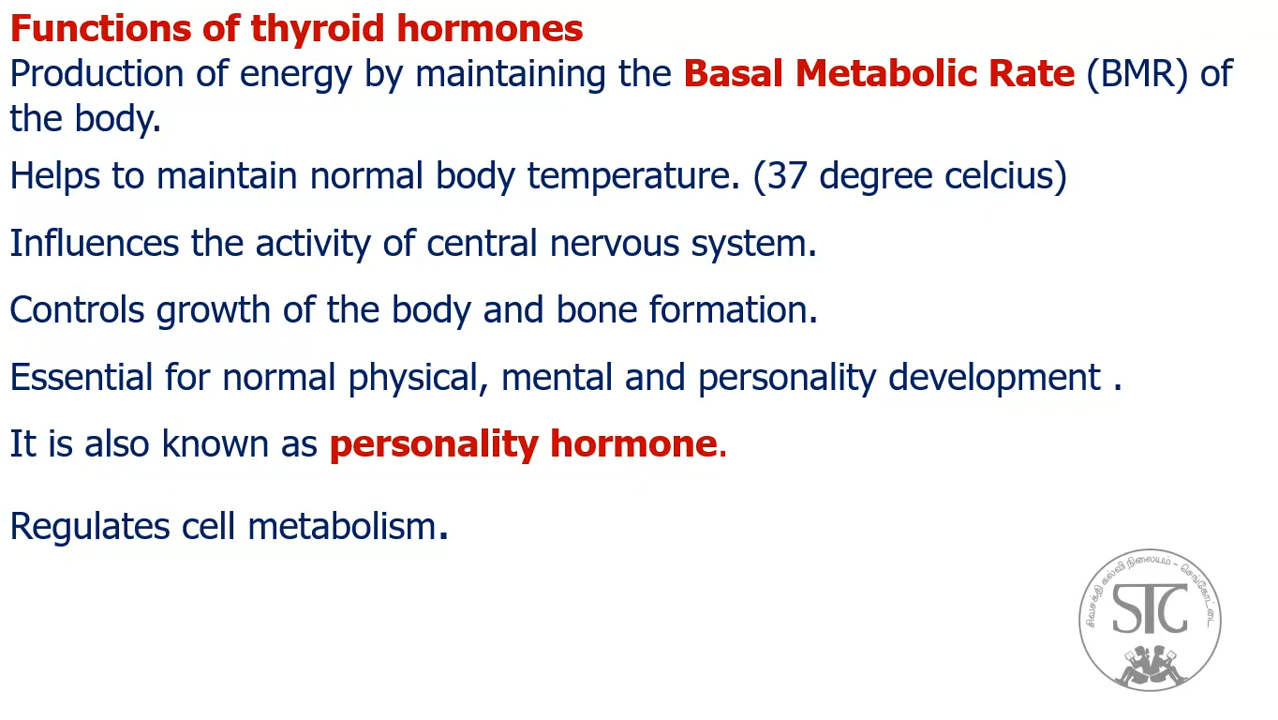 Functions of thyroid hormones
Production of energy by maintaining the Basal Metabolic Rate (BMR) of
the body.
Helps to maintain normal body temperature. (37 degree celcius)
Influences the activity of central nervous system.
Controls growth of the body and bone formation.
Essential for normal physical, mental and personality development .
It is also known as personality hormone.
Regulates cell metabolism.
சிவசக்தி கல்வி நிலையம் - செங்கோட்டை
STC